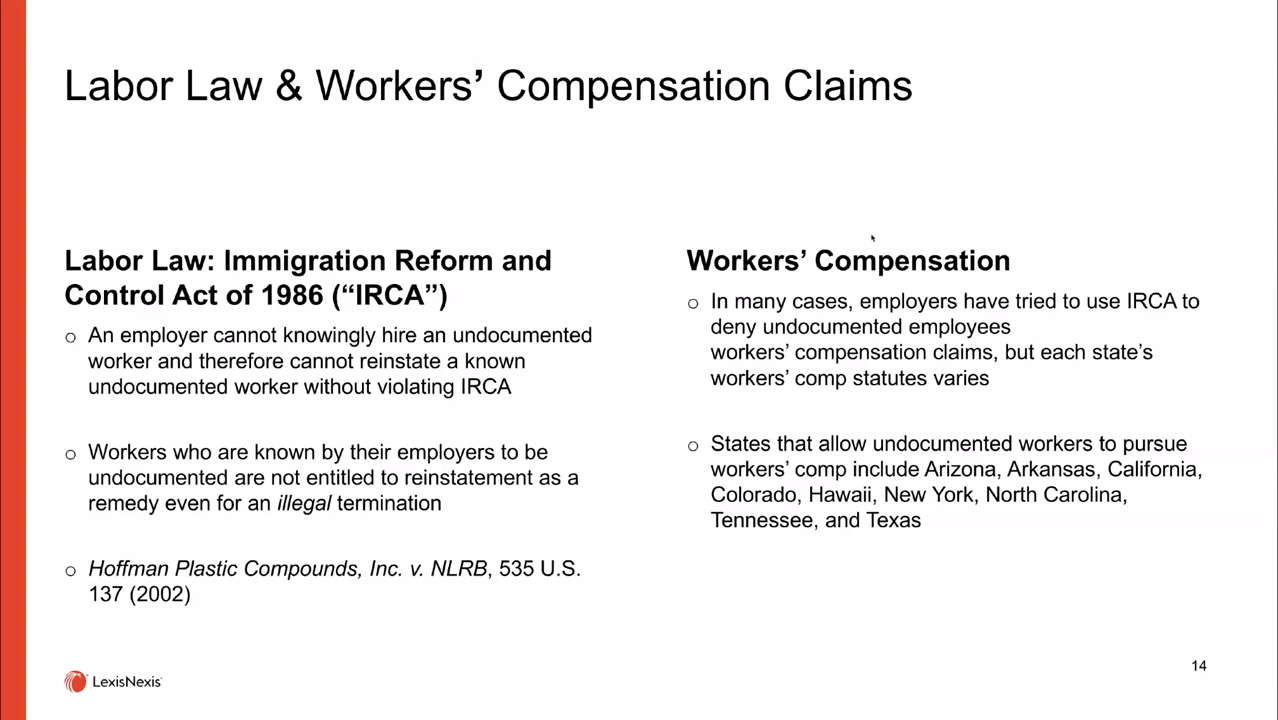 Labor Law & Workers’ Compensation Claims
Labor Law: Immigration Reform and
Control Act of 1986 (“IRCA”)
o An employer cannot knowingly hire an undocumented
worker and therefore cannot reinstate a known
undocumented worker without violating IRCA
o Workers who are known by their employers to be
undocumented are not entitled to reinstatement as a
remedy even for an illegal termination
o Hoffman Plastic Compounds, Inc. v. NLRB, 535 U.S.
137 (2002)
Workers’ Compensation
o In many cases, employers have tried to use IRCA to
deny undocumented employees
workers’ compensation claims, but each state’s
workers’ comp statutes varies
o States that allow undocumented workers to pursue
workers’ comp include Arizona, Arkansas, California,
Colorado, Hawaii, New York, North Carolina,
Tennessee, and Texas
LexisNexis
14